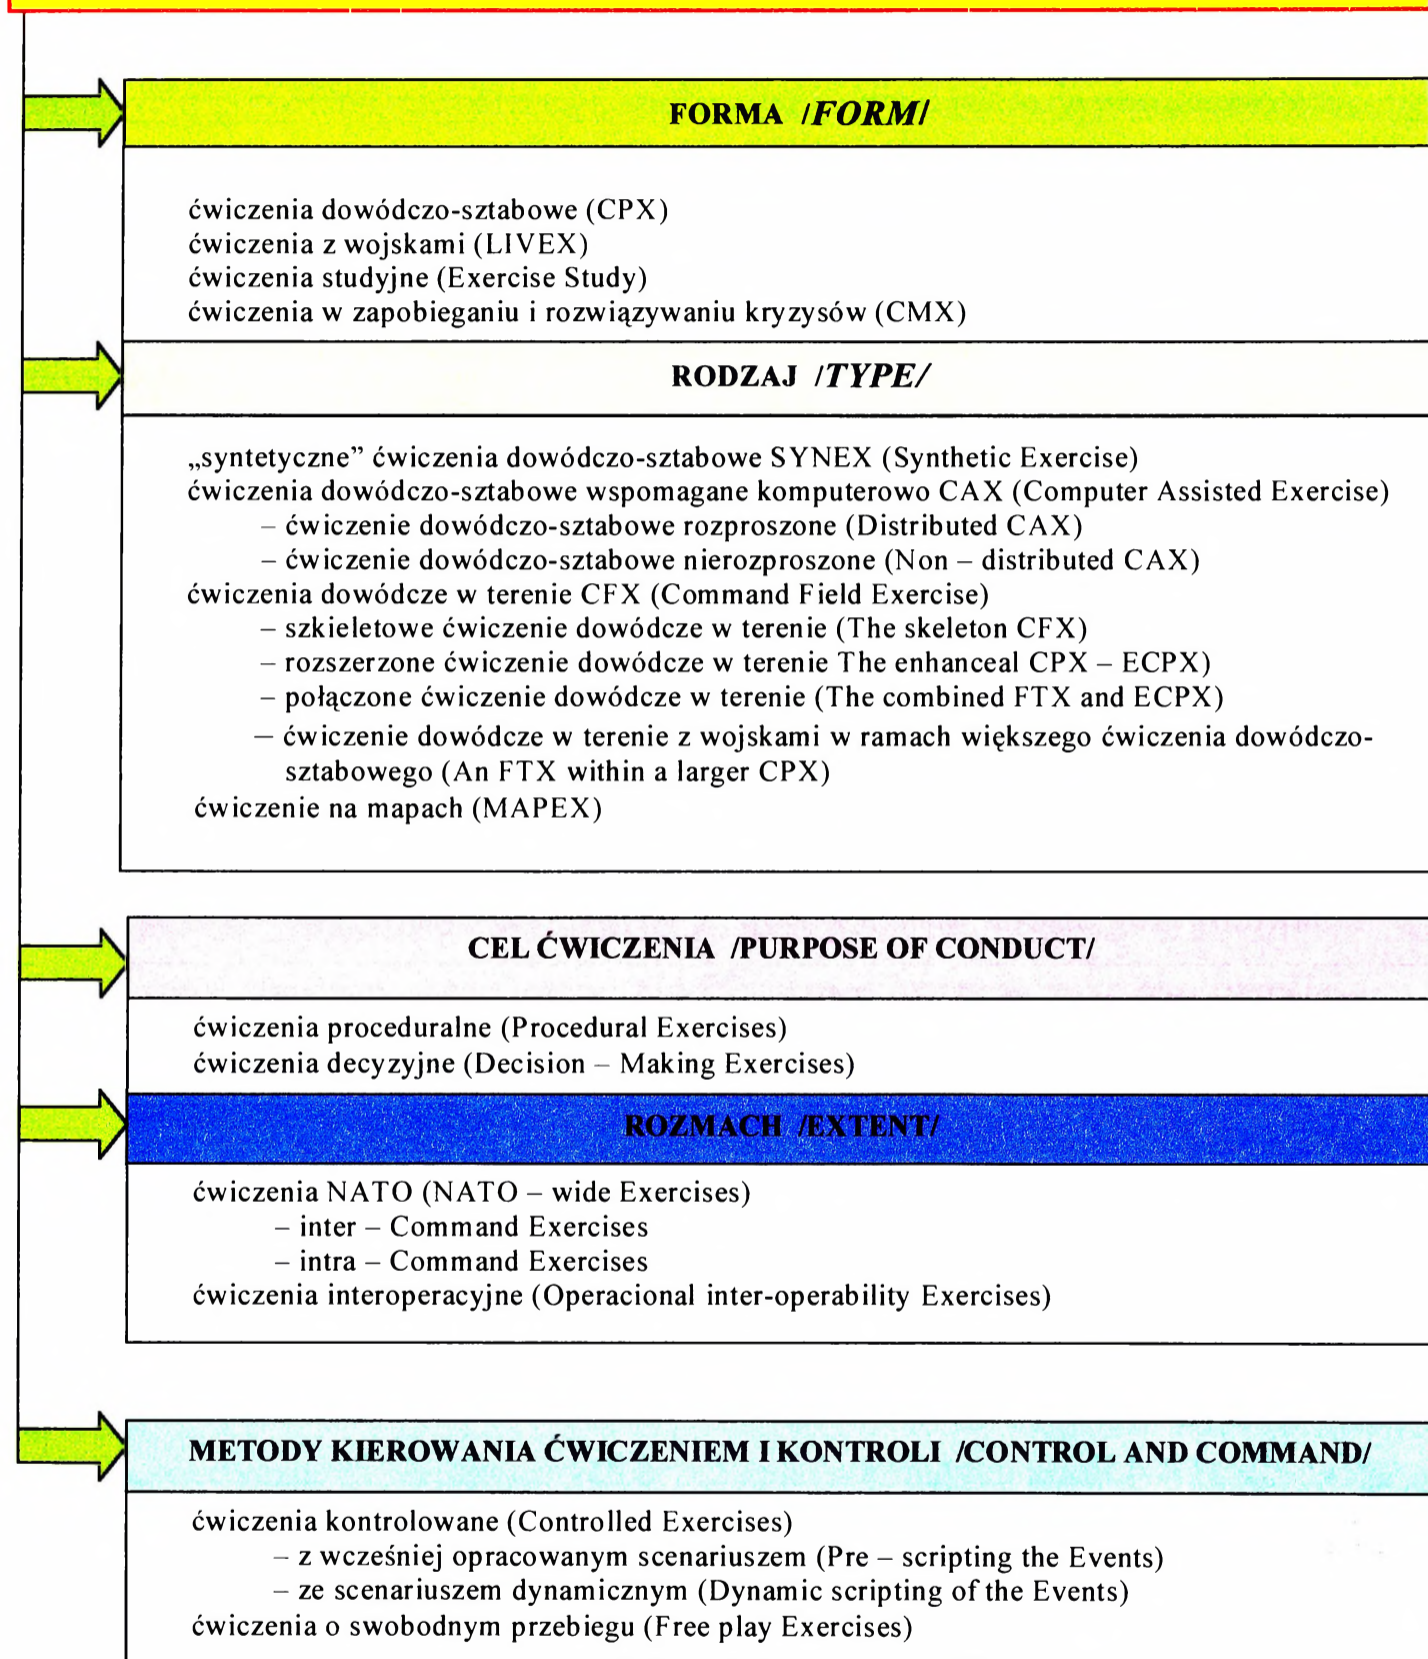 FORMA /FORM/
ćwiczenia dowódczo-sztabowe (CPX)
ćwiczenia z wojskami (LIVEX)
ćwiczenia studyjne (Exercise Study)
ćwiczenia w zapobieganiu i rozwiązywaniu kryzysów (CMX)
RODZAJ /TYPE/
„syntetyczne” ćwiczenia dowódczo-sztabowe SYNEX (Synthetic Exercise)
ćwiczenia dowódczo-sztabowe wspomagane komputerowo CAX (Computer Assisted Exercise)
– ćwiczenie dowódczo-sztabowe rozproszone (Distributed CAX)
– ćwiczenie dowódczo-sztabowe nierozproszone (Non – distributed CAX)
ćwiczenia dowódcze w terenie CFX (Command Field Exercise)
– szkieletowe ćwiczenie dowódcze w terenie (The skeleton CFX)
– rozszerzone ćwiczenie dowódcze w terenie The enhanceal CPX – ECPX)
– połączone ćwiczenie dowódcze w terenie (The combined FTX and ECPX)
– ćwiczenie dowódcze w terenie z wojskami w ramach większego ćwiczenia dowódczo-
sztabowego (An FTX within a larger CPX)
ćwiczenie na mapach (MAPEX)
CEL ĆWICZENIA /PURPOSE OF CONDUCT/
ćwiczenia proceduralne (Procedural Exercises)
ćwiczenia decyzyjne (Decision – Making Exercises)
ROZMACH /EXTENT/
ćwiczenia NATO (NATO – wide Exercises)
– inter – Command Exercises
– intra – Command Exercises
ćwiczenia interoperacyjne (Operacional inter-operability Exercises)
METODY KIEROWANIA ĆWICZENIEM I KONTROLI /CONTROL AND COMMAND/
ćwiczenia kontrolowane (Controlled Exercises)
– z wcześniej opracowanym scenariuszem (Pre – scripting the Events)
– ze scenariuszem dynamicznym (Dynamic scripting of the Events)
ćwiczenia o swobodnym przebiegu (Free play Exercises)